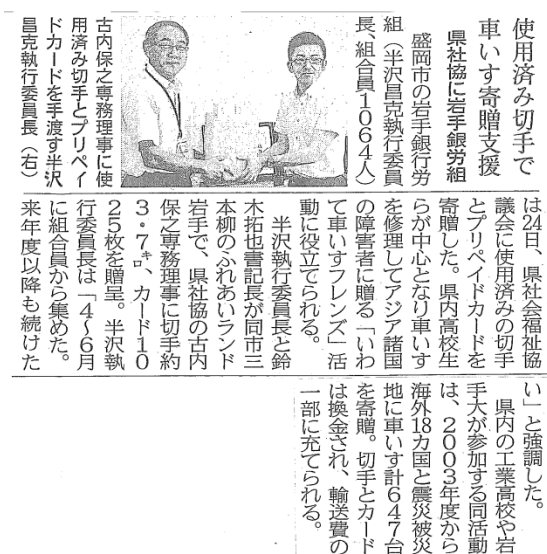 使用済み切手で
車いす寄贈支援
県社協に岩手銀労組
盛岡市の岩手銀行労
組(半沢昌克執行委員
長、組合員1064人)
古内保之専務理事に使
用済み切手とプリペイ
ドカードを手渡す半沢
昌克執行委員長(右)
は24日、県社会福祉協
議会に使用済みの切手
とプリペイドカードを
寄贈した。県内高校生
らが中心となり車いす
を修理してアジア諸国
の障害者に贈る「いわ
て車いすフレンズ」活
動に役立てられる。
半沢執行委員長と鈴
木拓也書記長が同市三
本柳のふれあいランド
岩手で、県社協の古内
保之専務理事に切手約
3・7㌔、カード10
25枚を贈呈。半沢執
行委員長は「4〜6月
に組合員から集めた。
来年度以降も続けた
い」と強調した。
県内の工業高校や岩
手大が参加する同活動
は、2003年度から
海外18カ国と震災被災
地に車いす計647台
を寄贈。切手とカード
は換金され、輸送費の
一部に充てられる。